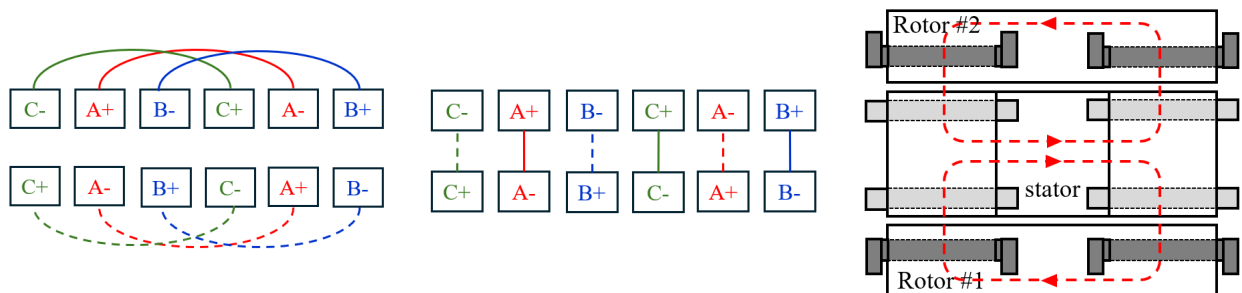 C- A+ B- C+ A- B+
C+ A- B+ C- A+ B-
C- A+ B- C+ A- B+
C+ A- B+ C- A+ B-
Rotor #2
stator
Rotor #1